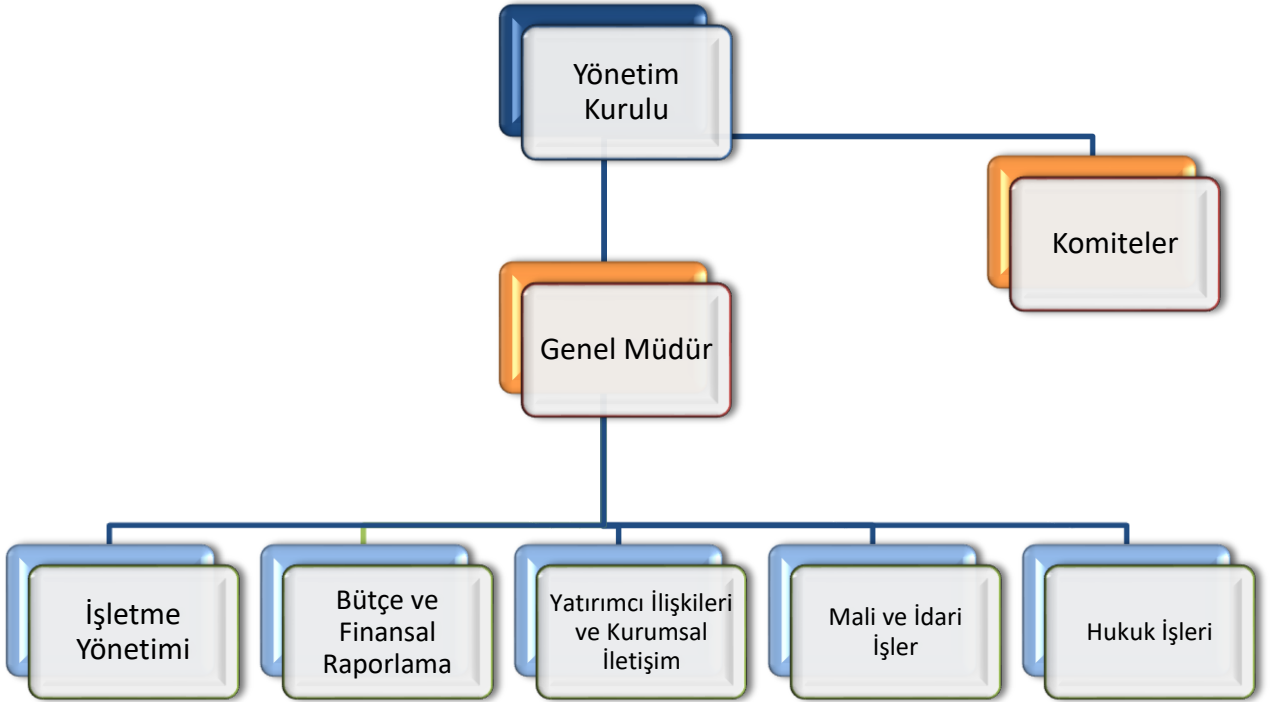 Yönetim
Kurulu
Komiteler
Genel Müdür
İşletme
Yönetimi
Bütçe ve
Finansal
Raporlama
Yatırımcı İlişkileri
ve Kurumsal
İletişim
Mali ve İdari
İşler
Hukuk İşleri